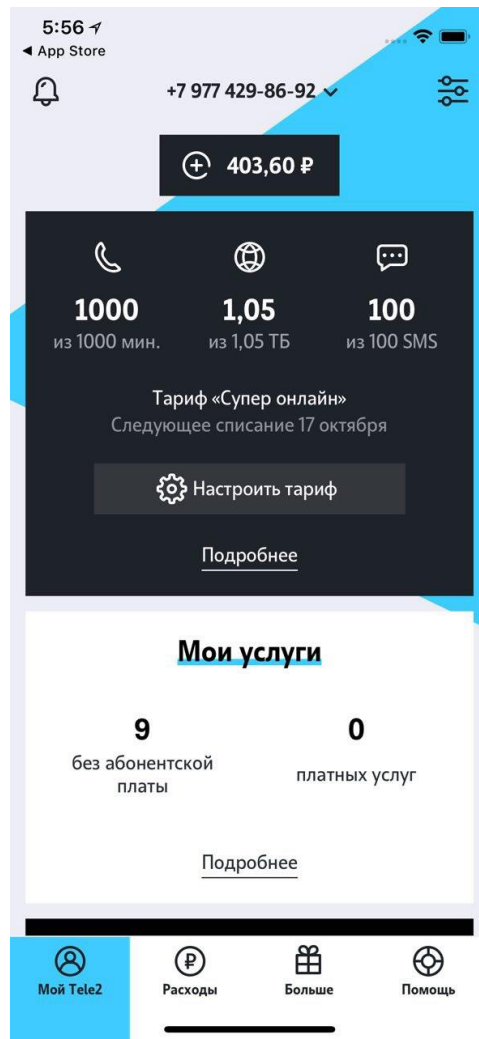 5:56
◀ App Store
+7 977 429-86-92
403,60 ₽
1000 1,05 100
из 1000 мин. из 1,05 ТБ из 100 SMS
Тариф «Супер онлайн»
Следующее списание 17 октября
Настроить тариф
Подробнее
Мои услуги
9 0
без абонентской
платы
платных услуг
Подробнее
Мой Tele2 Расходы Больше Помощь